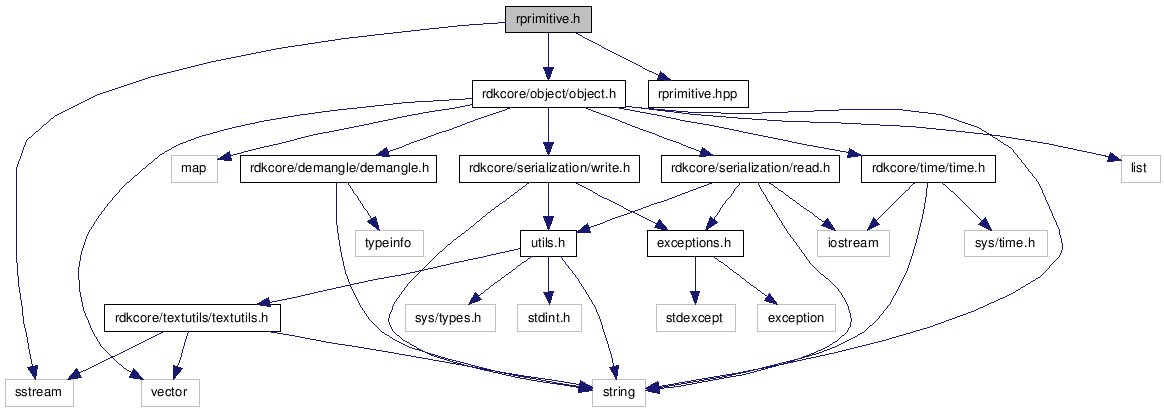 rprimitive.h
rdkcore/object/object.h
rprimitive.hpp
map
rdkcore/demangle/demangle.h
rdkcore/serialization/write.h
rdkcore/serialization/read.h
rdkcore/time/time.h
list
typeinfo
utils.h
exceptions.h
iostream
sys/time.h
rdkcore/textutils/textutils.h
sys/types.h
stdint.h
stdexcept
exception
sstream
vector
string